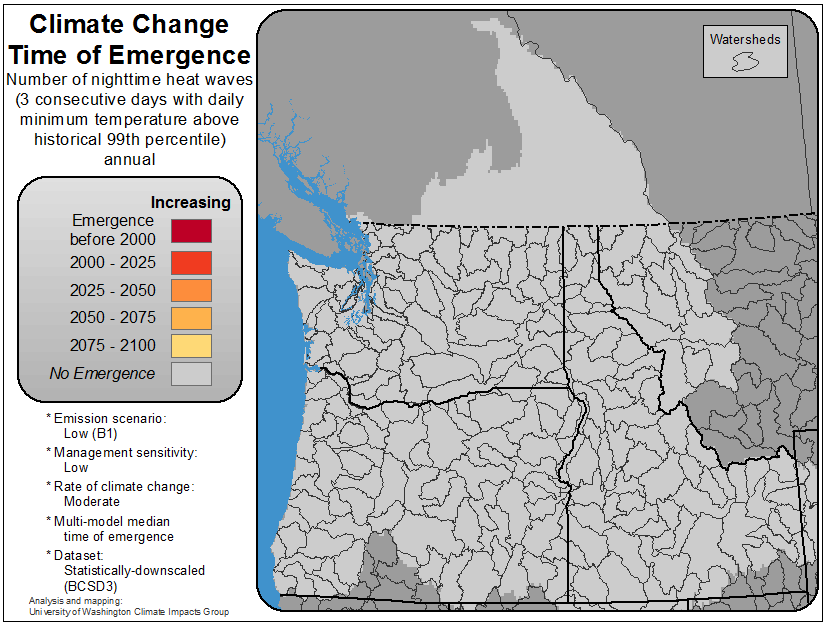 Climate Change
Time of Emergence
Number of nighttime heat waves
(3 consecutive days with daily
minimum temperature above
historical 99th percentile)
annual
Increasing
Emergence
before 2000
2000 - 2025
2025 - 2050
2050 - 2075
2075 - 2100
No Emergence
* Emission scenario:
Low (B1)
* Management sensitivity:
Low
* Rate of climate change:
Moderate
* Multi-model median
time of emergence
* Dataset:
Statistically-downscaled
(BCSD3)
Analysis and mapping:
University of Washington Climate Impacts Group
Watersheds